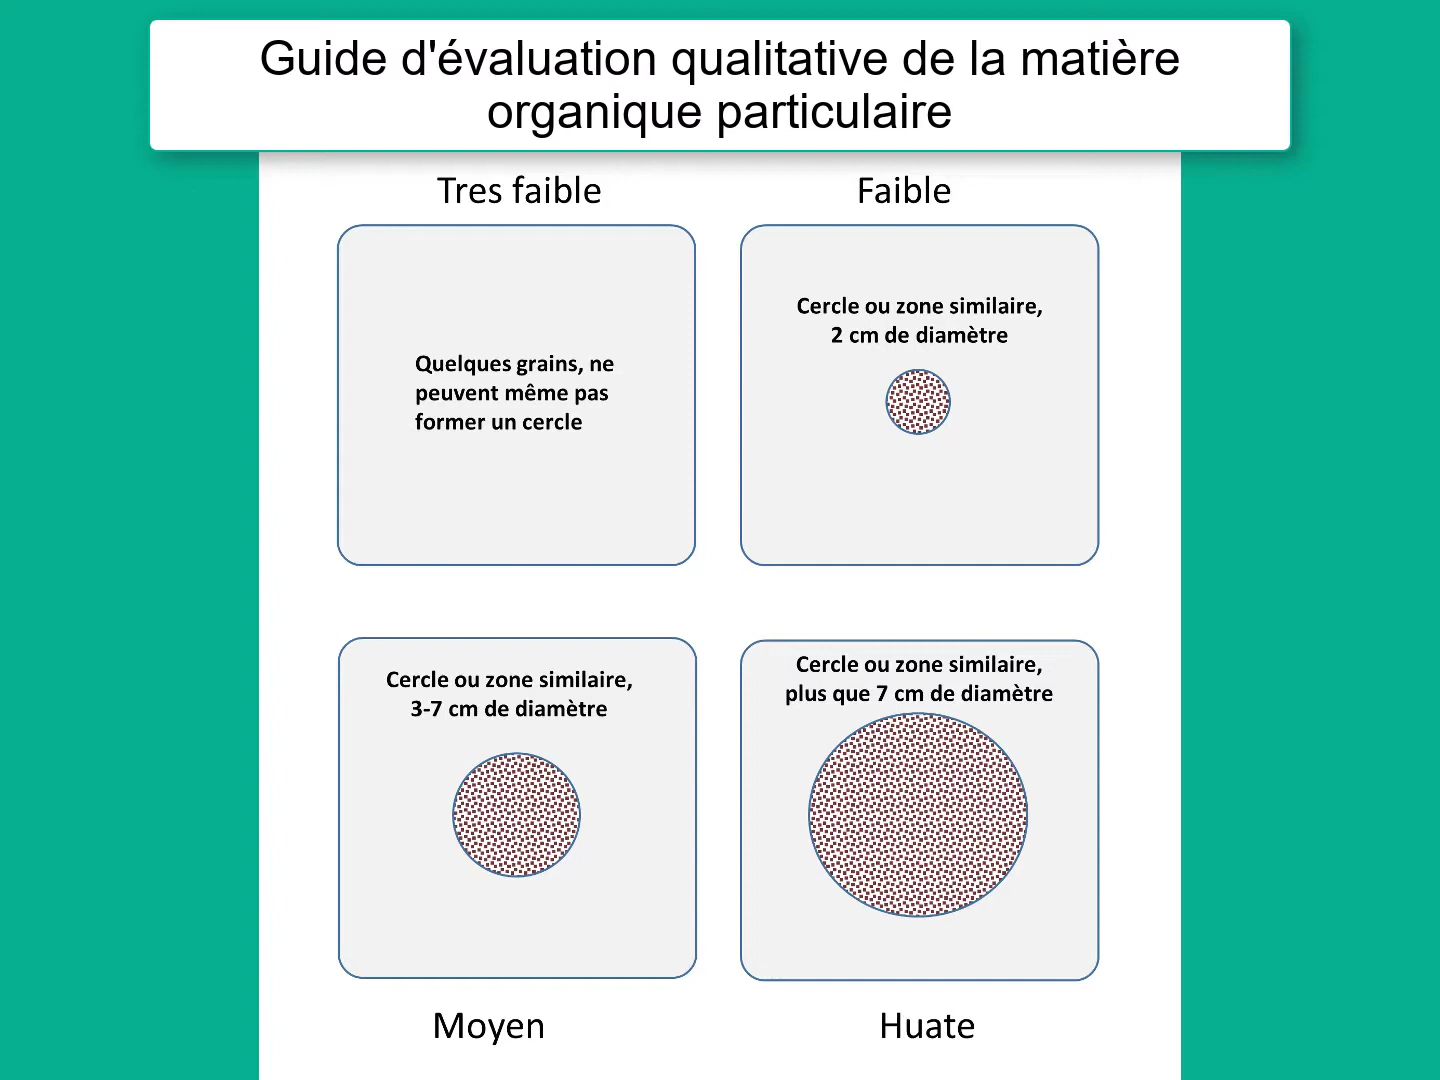 Guide d'évaluation qualitative de la matière
organique particulaire
Tres faible
Faible
Quelques grains, ne
peuvent même pas
former un cercle
Cercle ou zone similaire,
2 cm de diamètre
Cercle ou zone similaire,
3-7 cm de diamètre
Cercle ou zone similaire,
plus que 7 cm de diamètre
Moyen
Huate